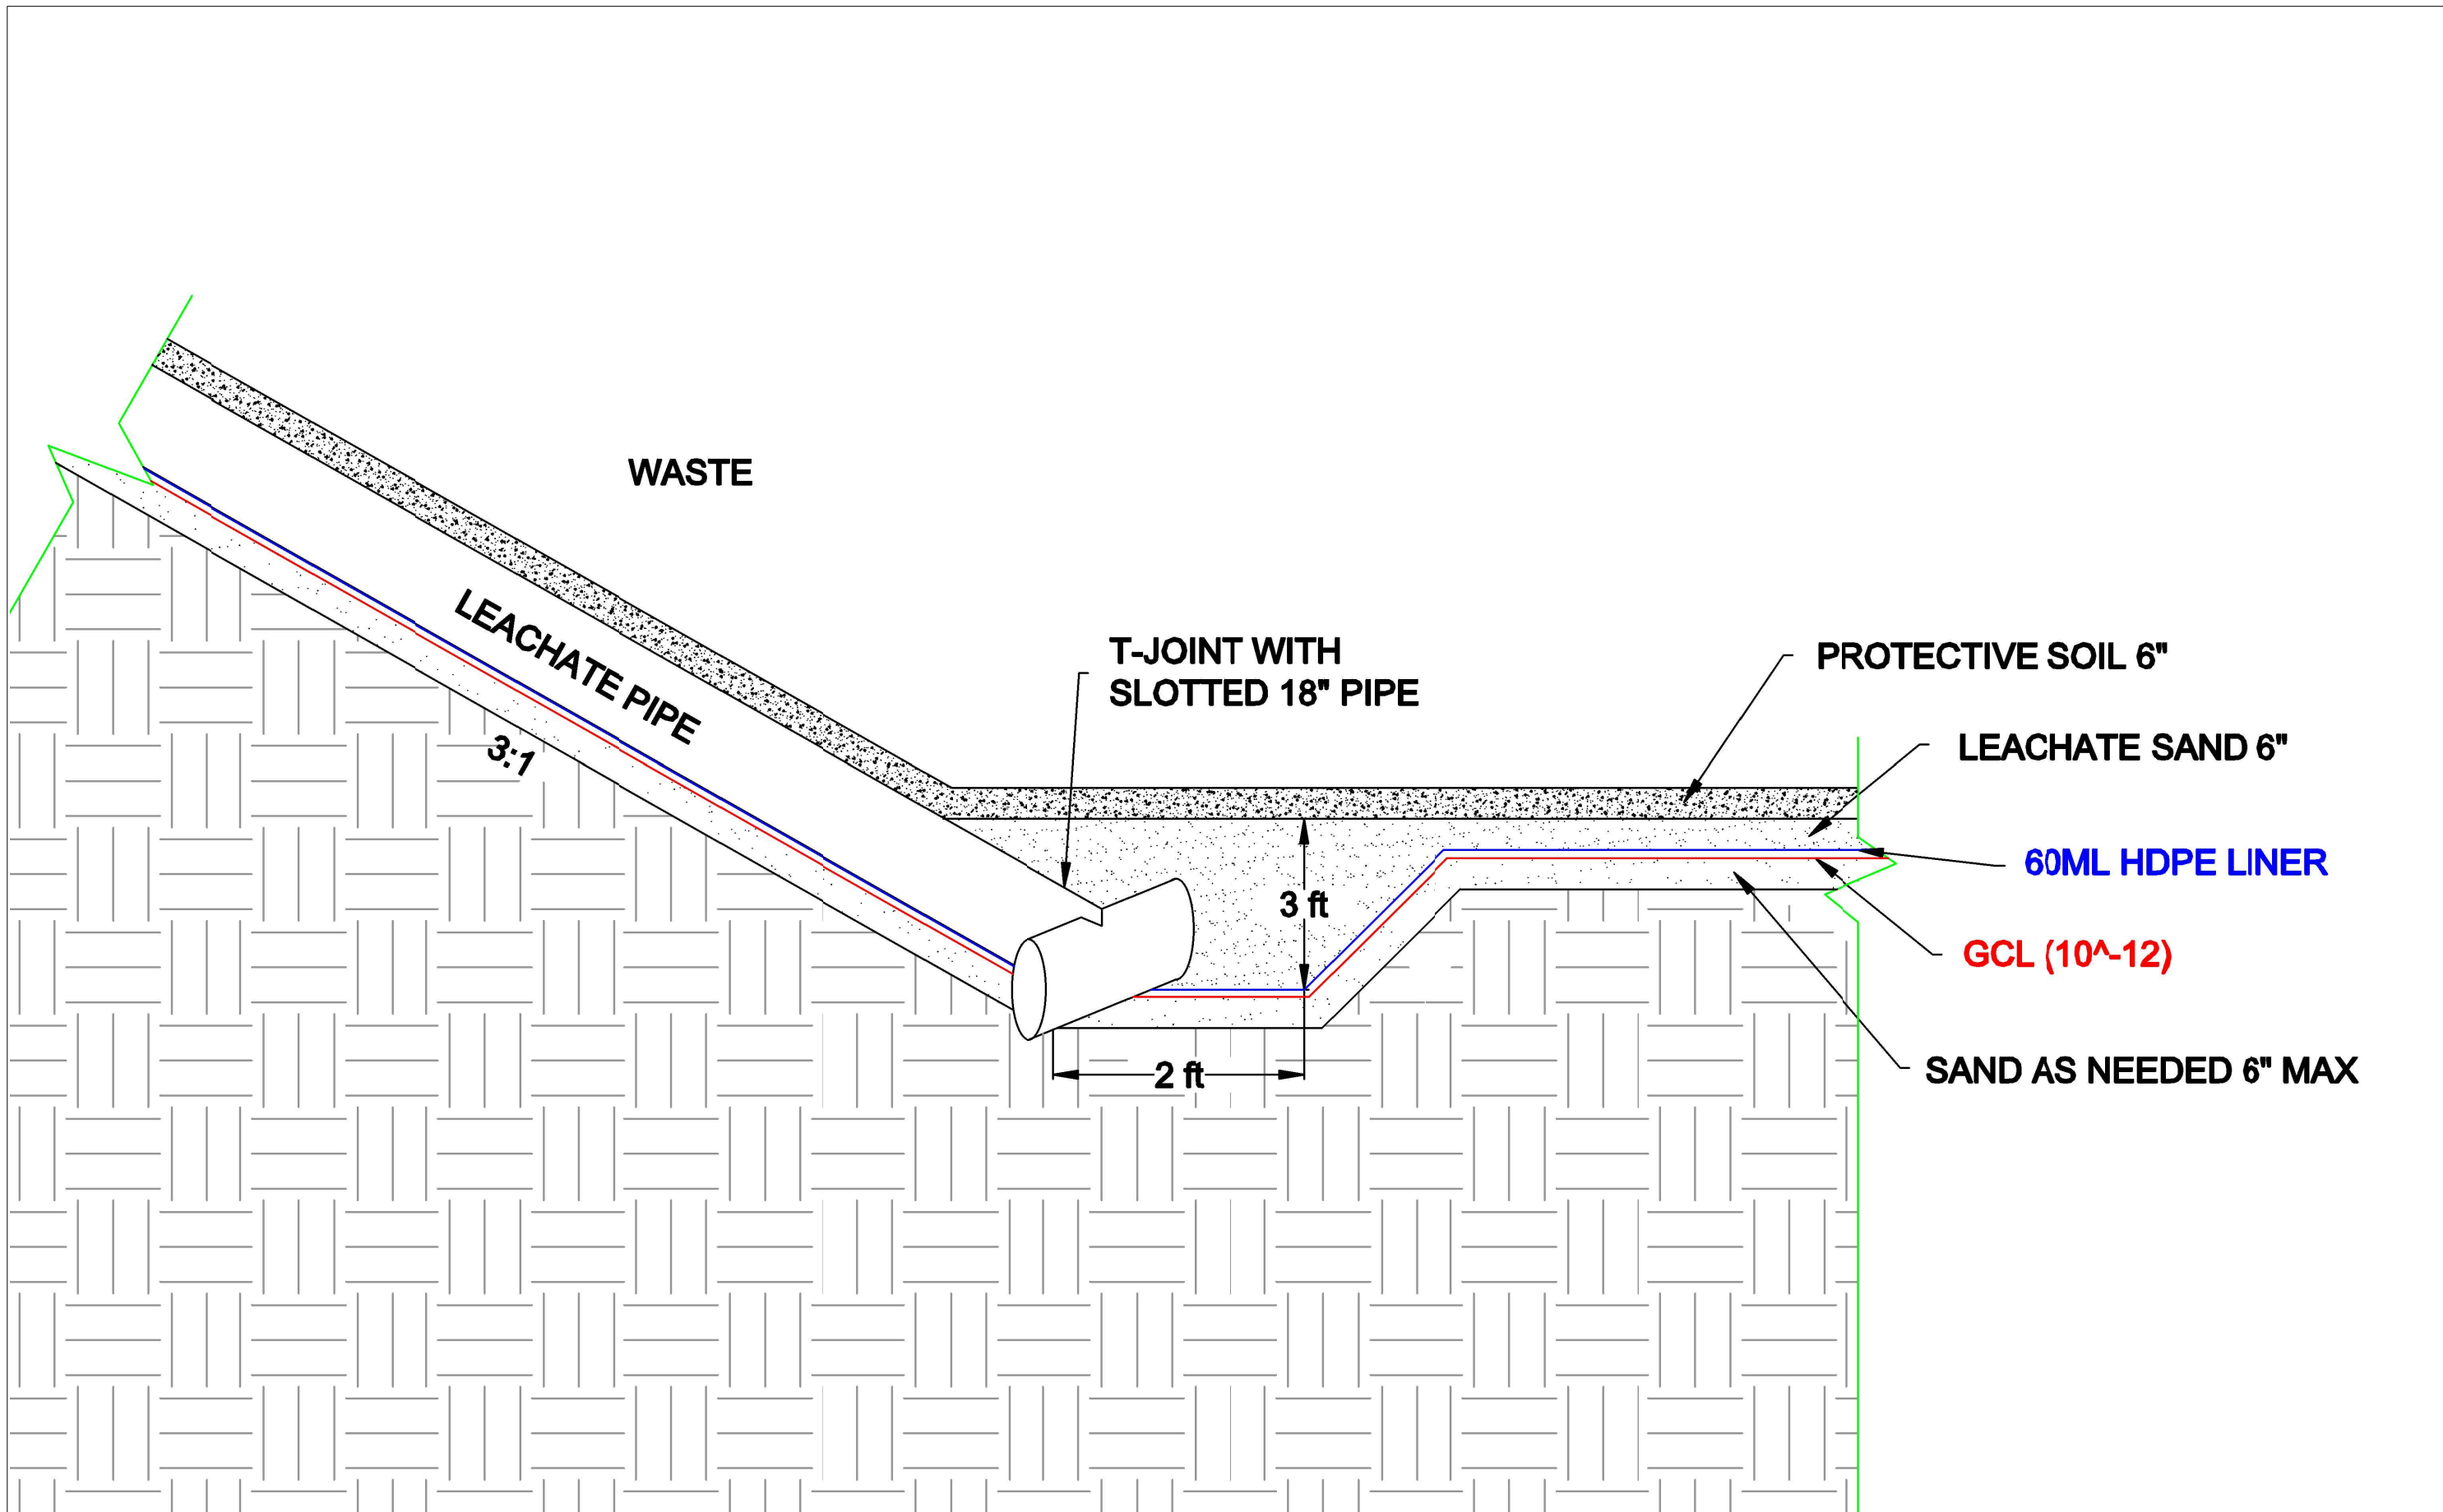 WASTE
LEACHATE PIPE
3:1
T-JOINT WITH
SLOTTED 18" PIPE
PROTECTIVE SOIL 6"
LEACHATE SAND 6"
60ML HDPE LINER
3 ft
GCL (10^-12)
2 ft
SAND AS NEEDED 6" MAX